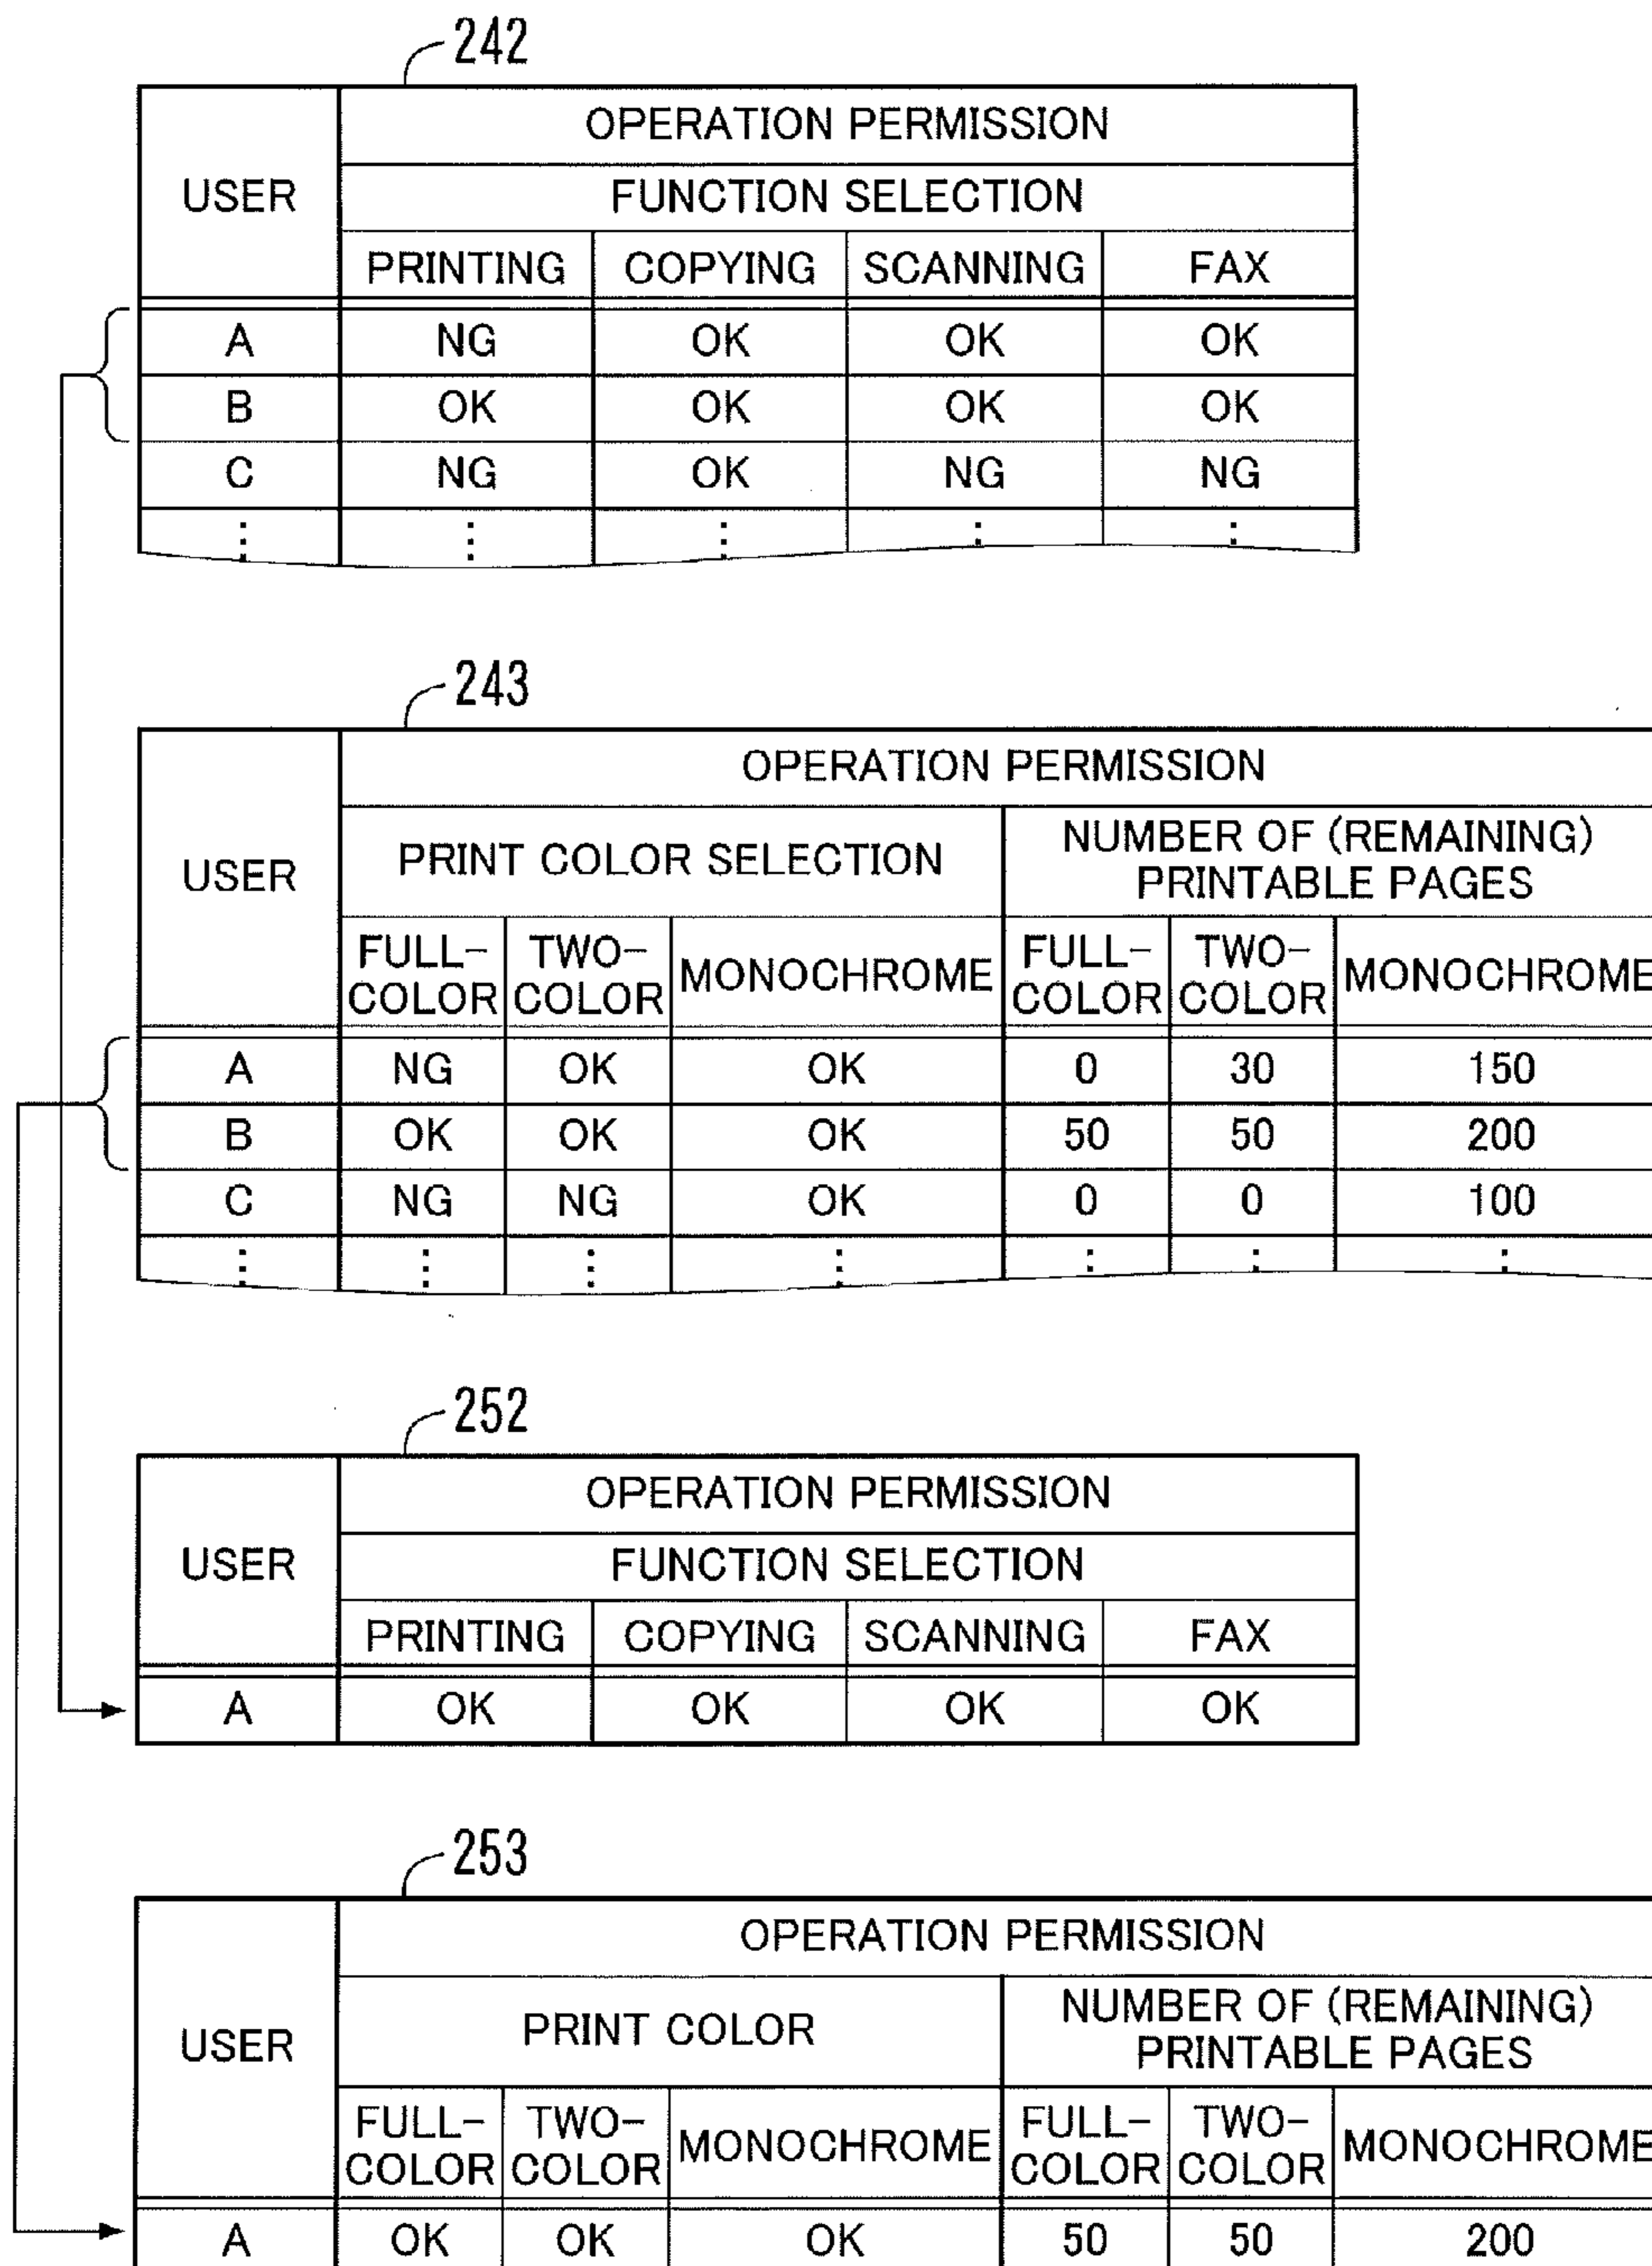 242
OPERATION PERMISSION
USER
FUNCTION SELECTION
PRINTING COPYING SCANNING FAX
A NG OK OK OK
B OK OK OK OK
C NG OK NG NG
243
OPERATION PERMISSION
USER
PRINT COLOR SELECTION
NUMBER OF (REMAINING)
PRINTABLE PAGES
FULL-
COLOR
TWO-
COLOR
MONOCHROME
FULL-
COLOR
TWO-
COLOR
MONOCHROME
A NG OK OK 0 30 150
B OK OK OK 50 50 200
C NG NG OK 0 0 100
252
OPERATION PERMISSION
USER
FUNCTION SELECTION
PRINTING COPYING SCANNING FAX
A OK OK OK OK
253
OPERATION PERMISSION
USER
PRINT COLOR
NUMBER OF (REMAINING)
PRINTABLE PAGES
FULL-
COLOR
TWO-
COLOR
MONOCHROME
FULL-
COLOR
TWO-
COLOR
MONOCHROME
A OK OK OK 50 50 200